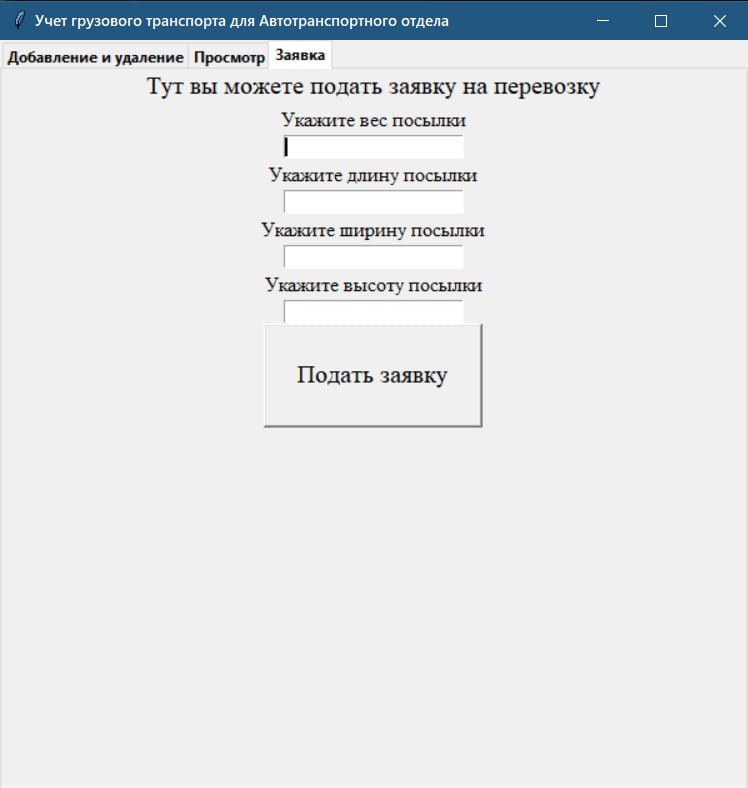 Учет грузового транспорта для Автотранспортного отдела
Добавление и удаление Просмотр Заявка
Тут вы можете подать заявку на перевозку
Укажите вес посылки
Укажите длину посылки
Укажите ширину посылки
Укажите высоту посылки
Подать заявку